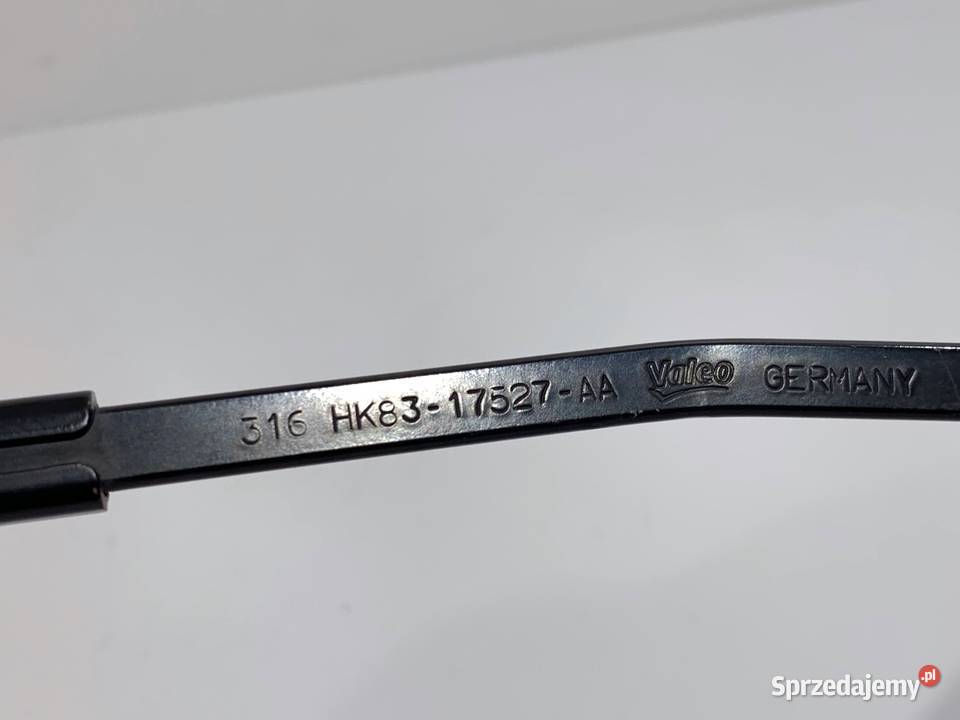 316 HK83-17527-AA Valeo GERMANY
Sprzedajemy.pl